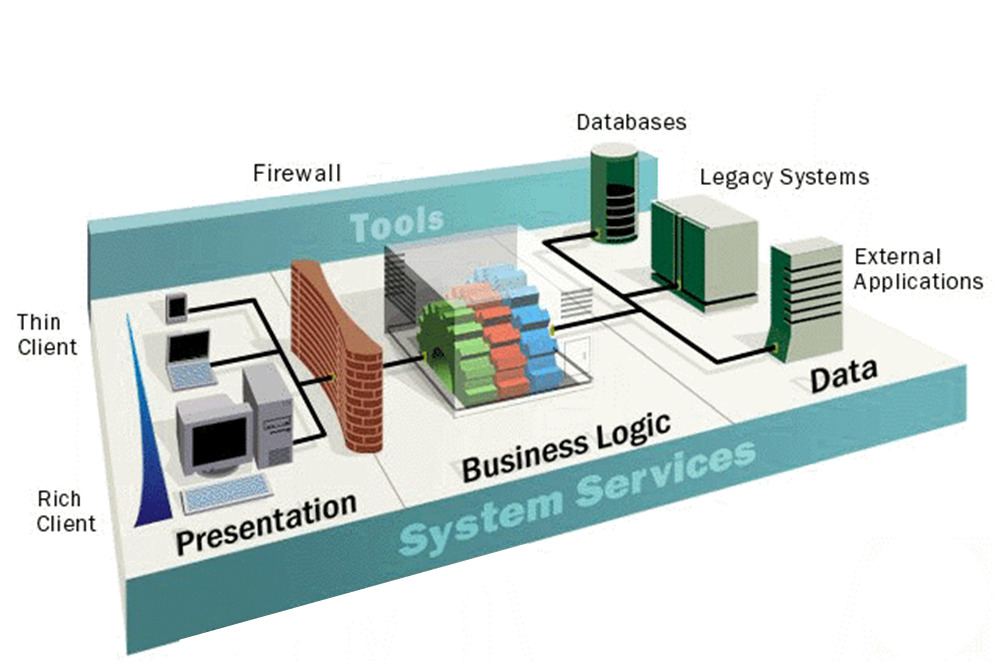 Databases
Firewall
Legacy Systems
Tools
External
Applications
Thin
Client
Data
Business Logic
System Services
Rich
Client
Presentation